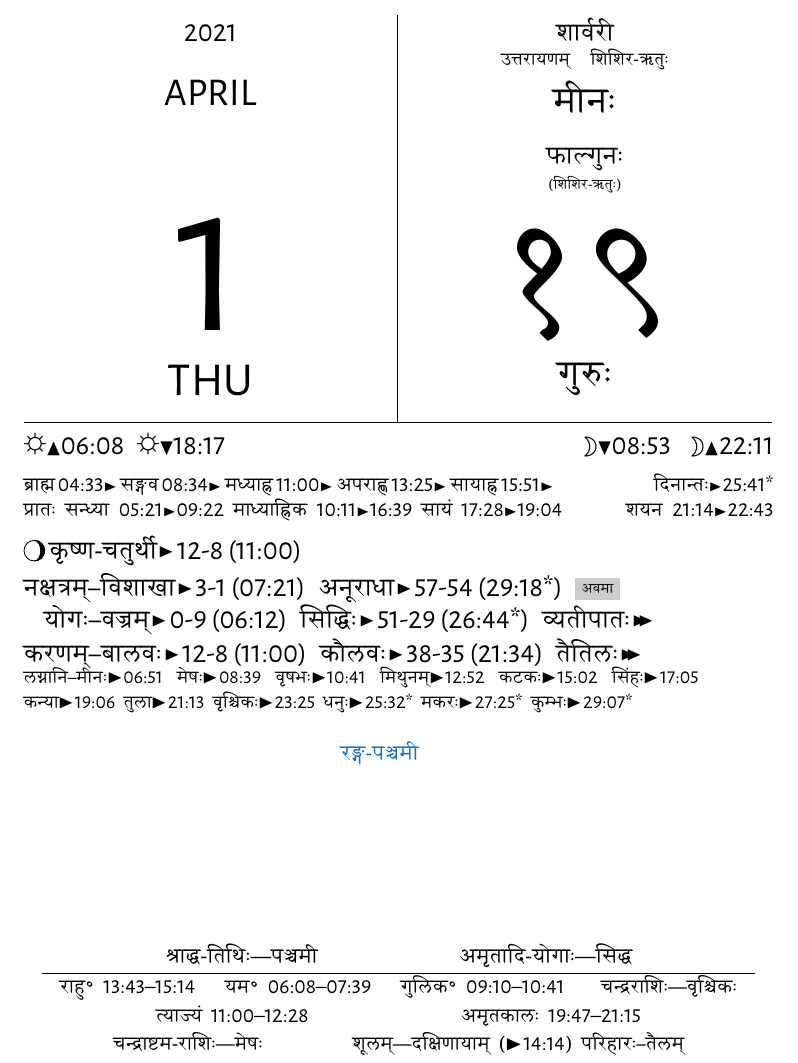 2021
APRIL
1
THU
शार्वरी
उत्तरायणम् शिशिर-ऋतुः
मीनः
फाल्गुनः
(शिशिर-ऋतुः)
१९
गुरुः
☼▲06:08 ☼▼18:17 ☽▼08:53 ☽▲22:11
ब्राह्म 04:33► सङ्गव 08:34► मध्याह्न 11:00► अपराह्ण 13:25► सायाह्न 15:51► दिनान्तः►25:41*
प्रातः सन्ध्या 05:21►09:22 माध्याह्निक 10:11►16:39 सायं 17:28►19:04 शयन 21:14►22:43
कृष्ण-चतुर्थी►12-8 (11:00)
नक्षत्रम्–विशाखा►3-1 (07:21) अनूराधा►57-54 (29:18*) अवमा
योगः–वज्रम्►0-9 (06:12) सिद्धिः►51-29 (26:44*) व्यतीपातः►►
करणम्–बालवः►12-8 (11:00) कौलवः►38-35 (21:34) तैतिलः►►
लग्नानि–मीनः►06:51 मेषः►08:39 वृषभः►10:41 मिथुनम्►12:52 कटकः►15:02 सिंहः►17:05
कन्या►19:06 तुला►21:13 वृश्चिकः►23:25 धनुः►25:32* मकरः►27:25* कुम्भः►29:07*
रङ्ग-पञ्चमी
श्राद्ध-तिथिः—पञ्चमी अमृतादि-योगाः—सिद्ध
राहु° 13:43–15:14 यम° 06:08–07:39 गुलिक° 09:10–10:41 चन्द्रराशिः—वृश्चिकः
त्याज्यं 11:00–12:28 अमृतकालः 19:47–21:15
चन्द्राष्टम-राशिः—मेषः शूलम्—दक्षिणायाम् (►14:14) परिहारः–तैलम्